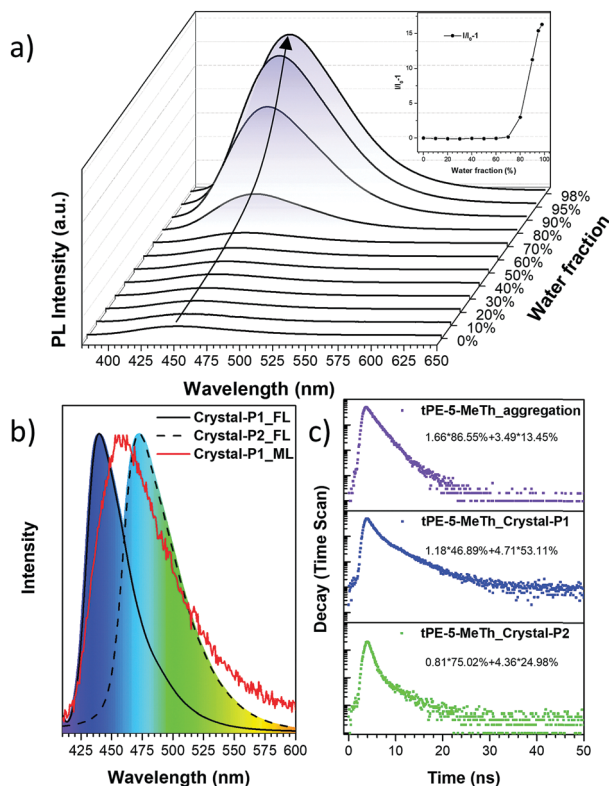 a)
I/I₀-1
15
10
5
0
I/I₀-1
0 20 40 60 80 100
Water fraction (%)
PL Intensity (a.u.)
98%
95%
90%
80%
70%
60%
50%
40%
30%
20%
10%
0%
Water fraction
400 425 450 475 500 525 550 575 600 625 650
Wavelength (nm)
b)
Crystal-P1_FL
Crystal-P2_FL
Crystal-P1_ML
Intensity
425 450 475 500 525 550 575 600
Wavelength (nm)
c)
tPE-5-MeTh_aggregation
1.66*86.55%+3.49*13.45%
tPE-5-MeTh_Crystal-P1
1.18*46.89%+4.71*53.11%
tPE-5-MeTh_Crystal-P2
0.81*75.02%+4.36*24.98%
Decay (Time Scan)
0 10 20 30 40 50
Time (ns)